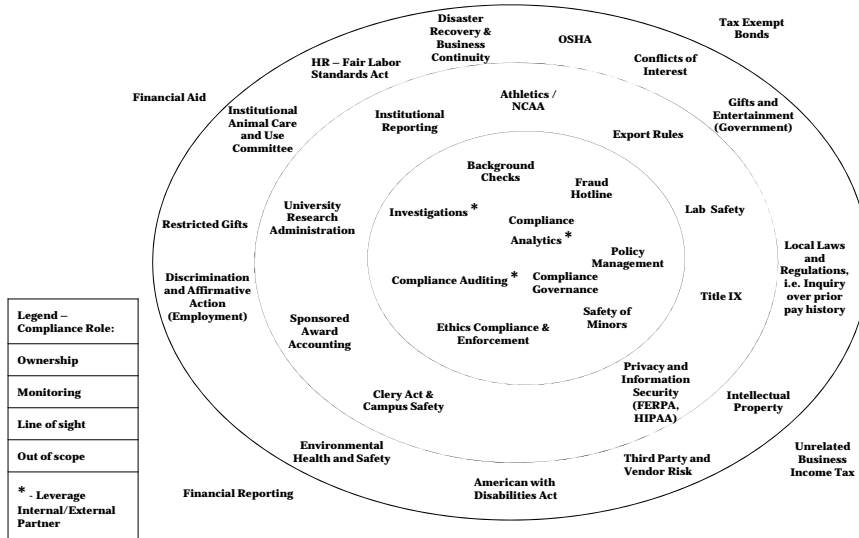 Disaster
Recovery &
Business
Continuity
OSHA
Tax Exempt
Bonds
HR – Fair Labor
Standards Act
Conflicts of
Interest
Financial Aid
Institutional
Animal Care
and Use
Committee
Institutional
Reporting
Athletics /
NCAA
Export Rules
Gifts and
Entertainment
(Government)
Background
Checks
Fraud
Hotline
University
Research
Administration
Investigations *
Compliance
Analytics *
Lab Safety
Restricted Gifts
Policy
Management
Local Laws
and
Regulations,
i.e. Inquiry
over prior
pay history
Discrimination
and Affirmative
Action
(Employment)
Compliance Auditing *
Compliance
Governance
Title IX
Sponsored
Award
Accounting
Ethics Compliance &
Enforcement
Safety of
Minors
Clery Act &
Campus Safety
Privacy and
Information
Security
(FERPA,
HIPAA)
Intellectual
Property
Environmental
Health and Safety
Third Party and
Vendor Risk
Unrelated
Business
Income Tax
Financial Reporting
American with
Disabilities Act
Legend –
Compliance Role:
Ownership
Monitoring
Line of sight
Out of scope
* - Leverage
Internal/External
Partner